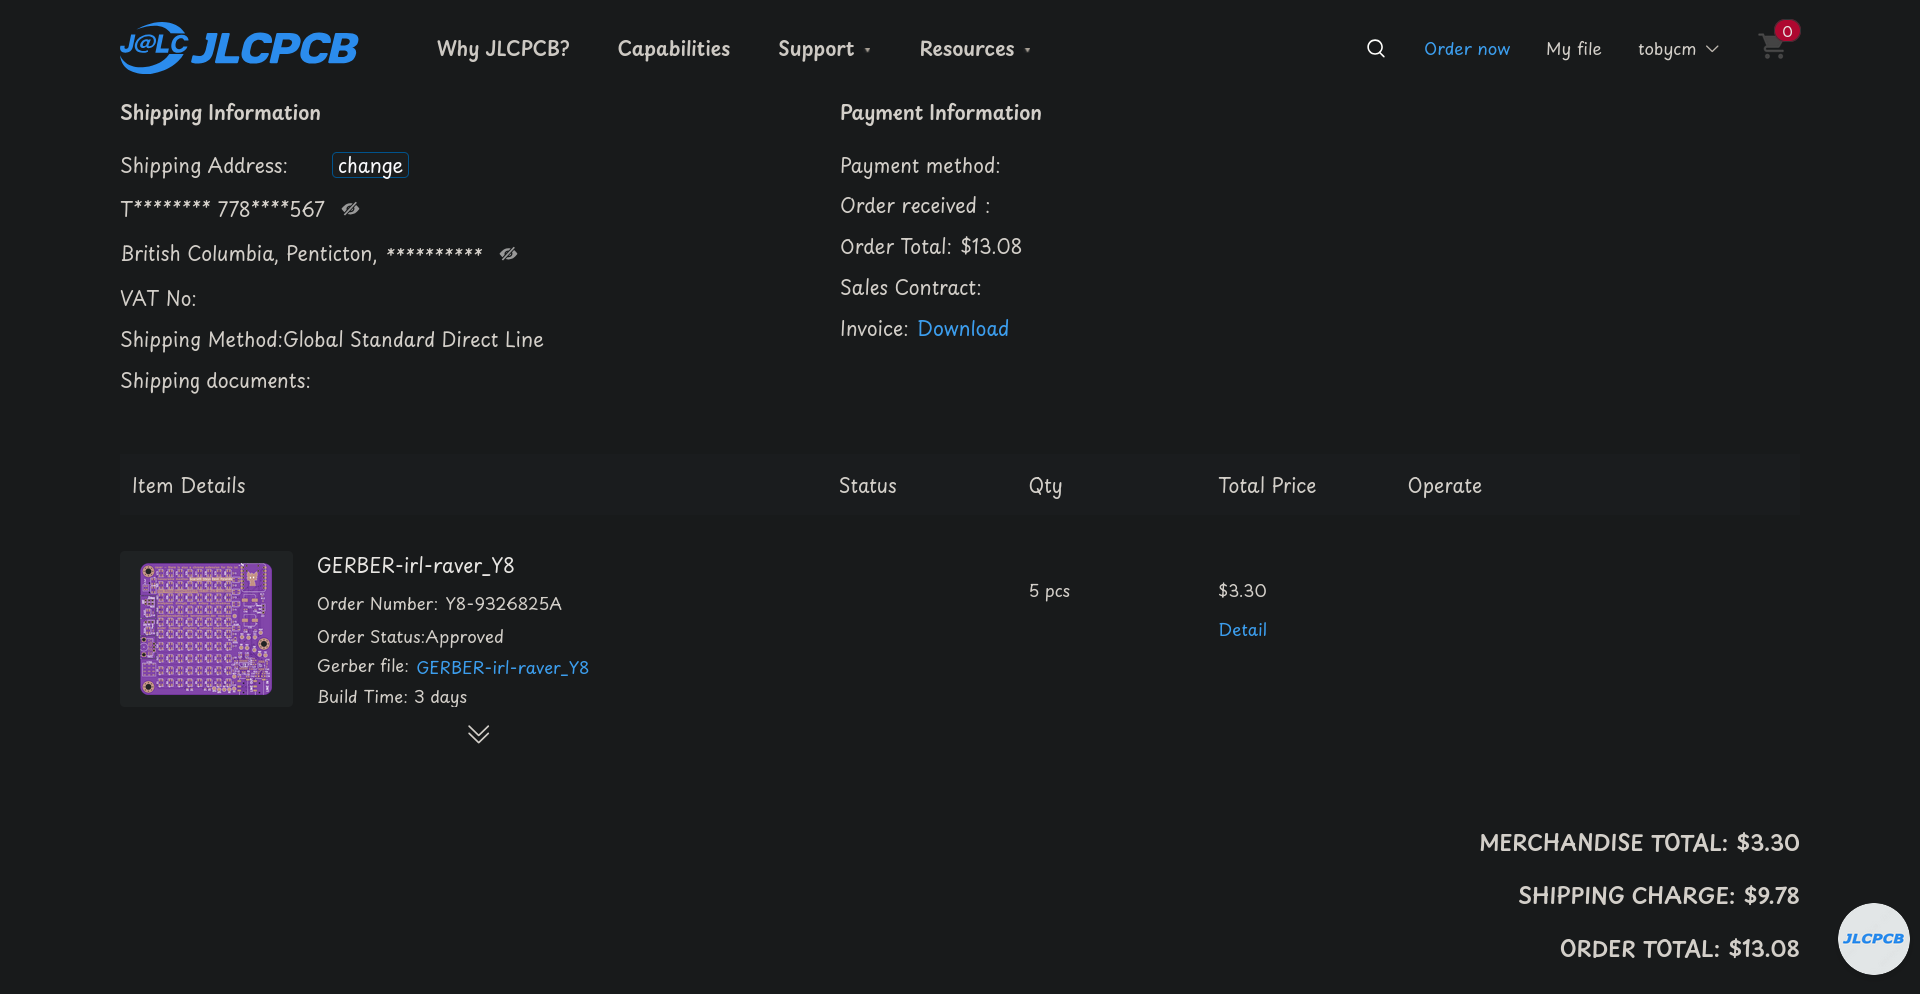 J@LC JLCPCB Why JLCPCB? Capabilities Support Resources Order now My file tobycm 0
Shipping Information
Shipping Address: change
T******** 778****567
British Columbia, Penticton, **********
VAT No:
Shipping Method:Global Standard Direct Line
Shipping documents:
Payment Information
Payment method:
Order received :
Order Total: $13.08
Sales Contract:
Invoice: Download
Item Details Status Qty Total Price Operate
GERBER-irl-raver_Y8
Order Number: Y8-9326825A
Order Status:Approved
Gerber file: GERBER-irl-raver_Y8
Build Time: 3 days
5 pcs
$3.30
Detail
MERCHANDISE TOTAL: $3.30
SHIPPING CHARGE: $9.78
ORDER TOTAL: $13.08
JLCPCB